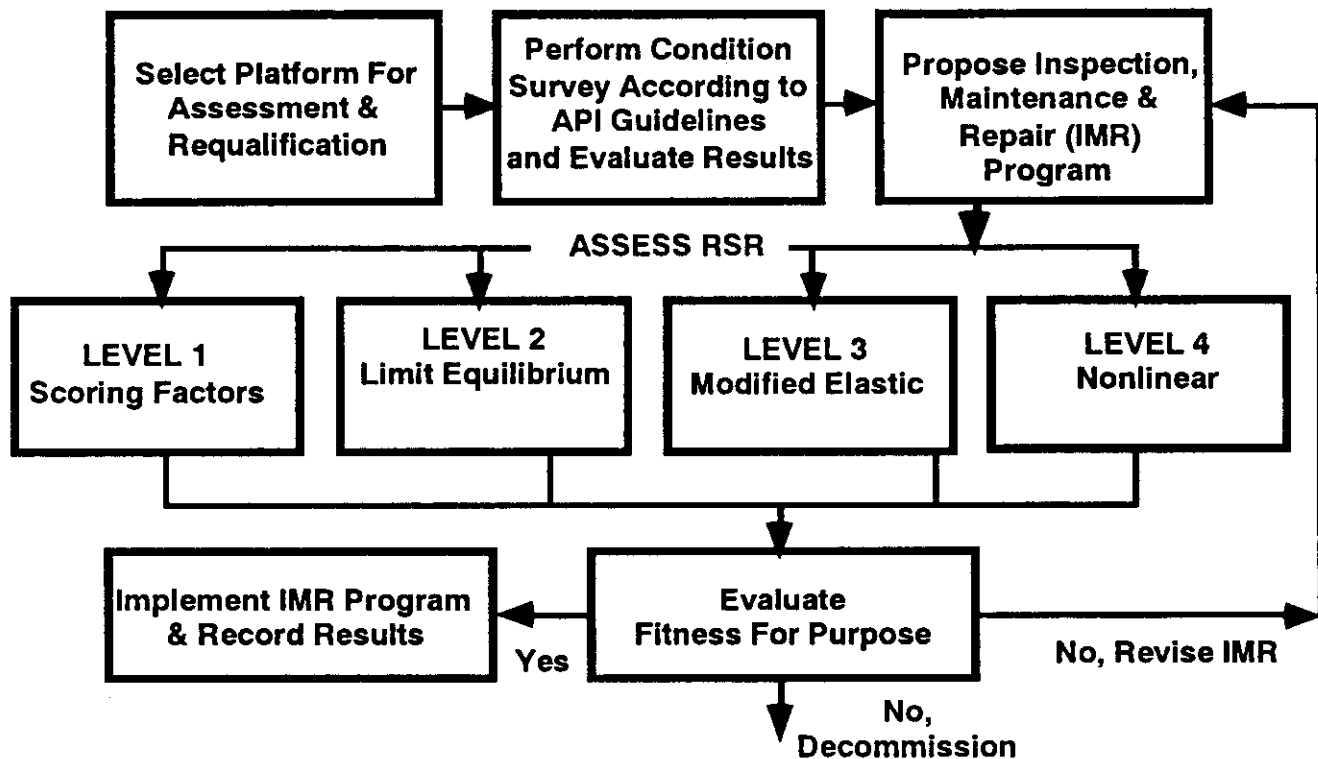 Select Platform For
Assessment &
Requalification
Perform Condition
Survey According to
API Guidelines
and Evaluate Results
Propose Inspection,
Maintenance &
Repair (IMR)
Program
ASSESS RSR
LEVEL 1
Scoring Factors
LEVEL 2
Limit Equilibrium
LEVEL 3
Modified Elastic
LEVEL 4
Nonlinear
Implement IMR Program
& Record Results
Yes
Evaluate
Fitness For Purpose
No, Revise IMR
No,
Decommission